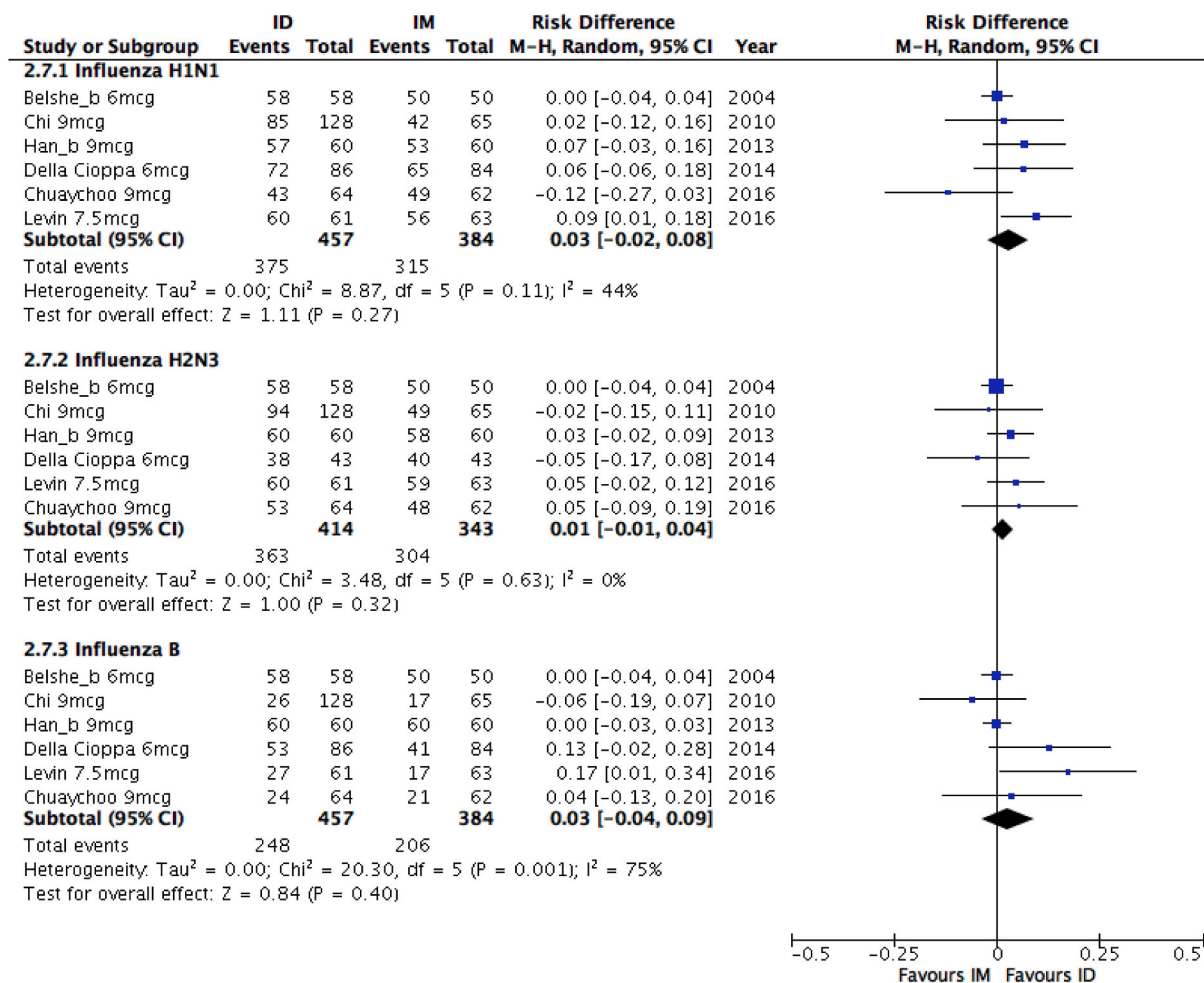 ID IM Risk Difference Risk Difference
Study or Subgroup Events Total Events Total M-H, Random, 95% CI Year M-H, Random, 95% CI
2.7.1 Influenza H1N1
Belshe_b 6mcg 58 58 50 50 0.00 [-0.04, 0.04] 2004
Chi 9mcg 85 128 42 65 0.02 [-0.12, 0.16] 2010
Han_b 9mcg 57 60 53 60 0.07 [-0.03, 0.16] 2013
Della Cioppa 6mcg 72 86 65 84 0.06 [-0.06, 0.18] 2014
Chuaychoo 9mcg 43 64 49 62 -0.12 [-0.27, 0.03] 2016
Levin 7.5mcg 60 61 56 63 0.09 [0.01, 0.18] 2016
Subtotal (95% CI) 457 384 0.03 [-0.02, 0.08]
Total events 375 315
Heterogeneity: Tau² = 0.00; Chi² = 8.87, df = 5 (P = 0.11); I² = 44%
Test for overall effect: Z = 1.11 (P = 0.27)
2.7.2 Influenza H2N3
Belshe_b 6mcg 58 58 50 50 0.00 [-0.04, 0.04] 2004
Chi 9mcg 94 128 49 65 -0.02 [-0.15, 0.11] 2010
Han_b 9mcg 60 60 58 60 0.03 [-0.02, 0.09] 2013
Della Cioppa 6mcg 38 43 40 43 -0.05 [-0.17, 0.08] 2014
Levin 7.5mcg 60 61 59 63 0.05 [-0.02, 0.12] 2016
Chuaychoo 9mcg 53 64 48 62 0.05 [-0.09, 0.19] 2016
Subtotal (95% CI) 414 343 0.01 [-0.01, 0.04]
Total events 363 304
Heterogeneity: Tau² = 0.00; Chi² = 3.48, df = 5 (P = 0.63); I² = 0%
Test for overall effect: Z = 1.00 (P = 0.32)
2.7.3 Influenza B
Belshe_b 6mcg 58 58 50 50 0.00 [-0.04, 0.04] 2004
Chi 9mcg 26 128 17 65 -0.06 [-0.19, 0.07] 2010
Han_b 9mcg 60 60 60 60 0.00 [-0.03, 0.03] 2013
Della Cioppa 6mcg 53 86 41 84 0.13 [-0.02, 0.28] 2014
Levin 7.5mcg 27 61 17 63 0.17 [0.01, 0.34] 2016
Chuaychoo 9mcg 24 64 21 62 0.04 [-0.13, 0.20] 2016
Subtotal (95% CI) 457 384 0.03 [-0.04, 0.09]
Total events 248 206
Heterogeneity: Tau² = 0.00; Chi² = 20.30, df = 5 (P = 0.001); I² = 75%
Test for overall effect: Z = 0.84 (P = 0.40)
-0.5 -0.25 0 0.25 0.5
Favours IM Favours ID